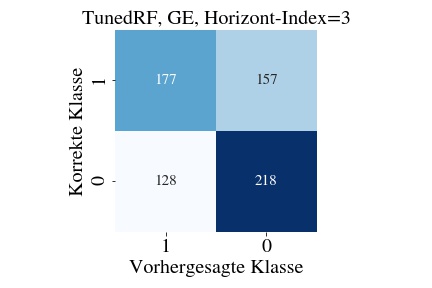 TunedRF, GE, Horizont-Index=3
Korrekte Klasse
1
177
157
0
128
218
1
0
Vorhergesagte Klasse